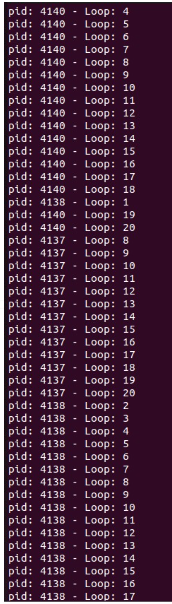 pid: 4140 - Loop: 4
pid: 4140 - Loop: 5
pid: 4140 - Loop: 6
pid: 4140 - Loop: 7
pid: 4140 - Loop: 8
pid: 4140 - Loop: 9
pid: 4140 - Loop: 10
pid: 4140 - Loop: 11
pid: 4140 - Loop: 12
pid: 4140 - Loop: 13
pid: 4140 - Loop: 14
pid: 4140 - Loop: 15
pid: 4140 - Loop: 16
pid: 4140 - Loop: 17
pid: 4140 - Loop: 18
pid: 4138 - Loop: 1
pid: 4140 - Loop: 19
pid: 4140 - Loop: 20
pid: 4137 - Loop: 8
pid: 4137 - Loop: 9
pid: 4137 - Loop: 10
pid: 4137 - Loop: 11
pid: 4137 - Loop: 12
pid: 4137 - Loop: 13
pid: 4137 - Loop: 14
pid: 4137 - Loop: 15
pid: 4137 - Loop: 16
pid: 4137 - Loop: 17
pid: 4137 - Loop: 18
pid: 4137 - Loop: 19
pid: 4137 - Loop: 20
pid: 4138 - Loop: 2
pid: 4138 - Loop: 3
pid: 4138 - Loop: 4
pid: 4138 - Loop: 5
pid: 4138 - Loop: 6
pid: 4138 - Loop: 7
pid: 4138 - Loop: 8
pid: 4138 - Loop: 9
pid: 4138 - Loop: 10
pid: 4138 - Loop: 11
pid: 4138 - Loop: 12
pid: 4138 - Loop: 13
pid: 4138 - Loop: 14
pid: 4138 - Loop: 15
pid: 4138 - Loop: 16
pid: 4138 - Loop: 17